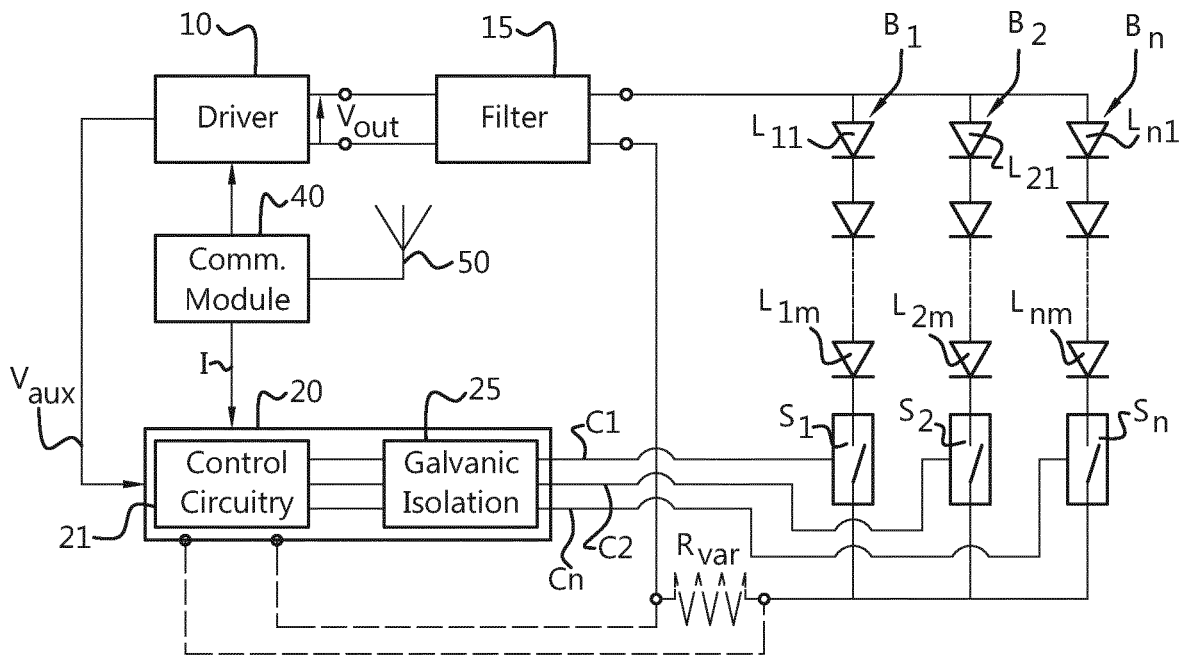 10
15
B1
B2
Bn
Driver
Vout
Filter
L11
L21
Ln1
40
50
Comm.
Module
L1m
L2m
Lnm
I
Vaux
20
25
S1
S2
Sn
C1
Control
Circuitry
Galvanic
Isolation
21
C2
Cn
Rvar